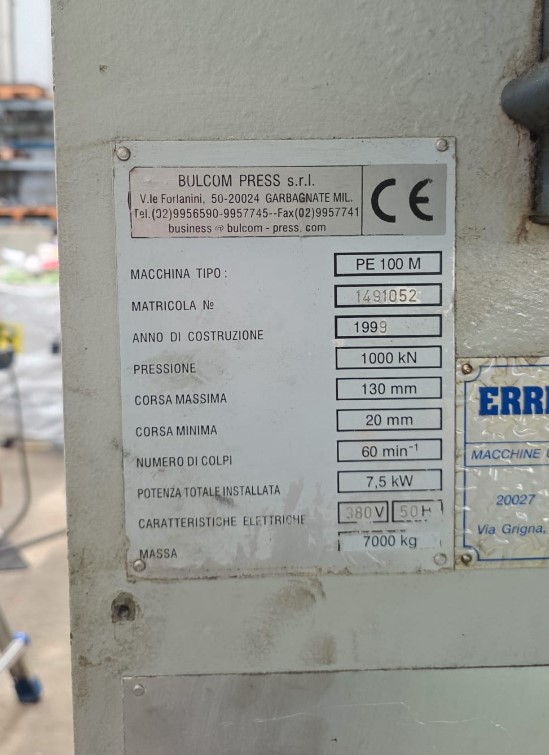 BULCOM PRESS s.r.l.
V.le Forlanini, 50-20024 GARBAGNATE MIL.
Tel.(02)9956590-9957745--Fax(02)9957741
business @ bulcom - press. com
CE
MACCHINA TIPO : PE 100 M
MATRICOLA № 1491052
ANNO DI COSTRUZIONE 1999
PRESSIONE 1000 kN
CORSA MASSIMA 130 mm
CORSA MINIMA 20 mm
NUMERO DI COLPI 60 min⁻¹
POTENZA TOTALE INSTALLATA 7,5 kW
CARATTERISTICHE ELETTRICHE 380 V 50 H
MASSA 7000 kg
ERR
MACCHINE
20027
Via Grigna,